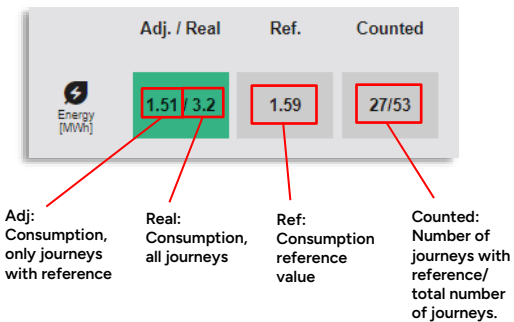 Adj. / Real Ref. Counted
Energy
[MWh]
1.51 / 3.2 1.59 27/53
Adj:
Consumption,
only journeys
with reference
Real:
Consumption,
all journeys
Ref:
Consumption
reference
value
Counted:
Number of
journeys with
reference/
total number
of journeys.